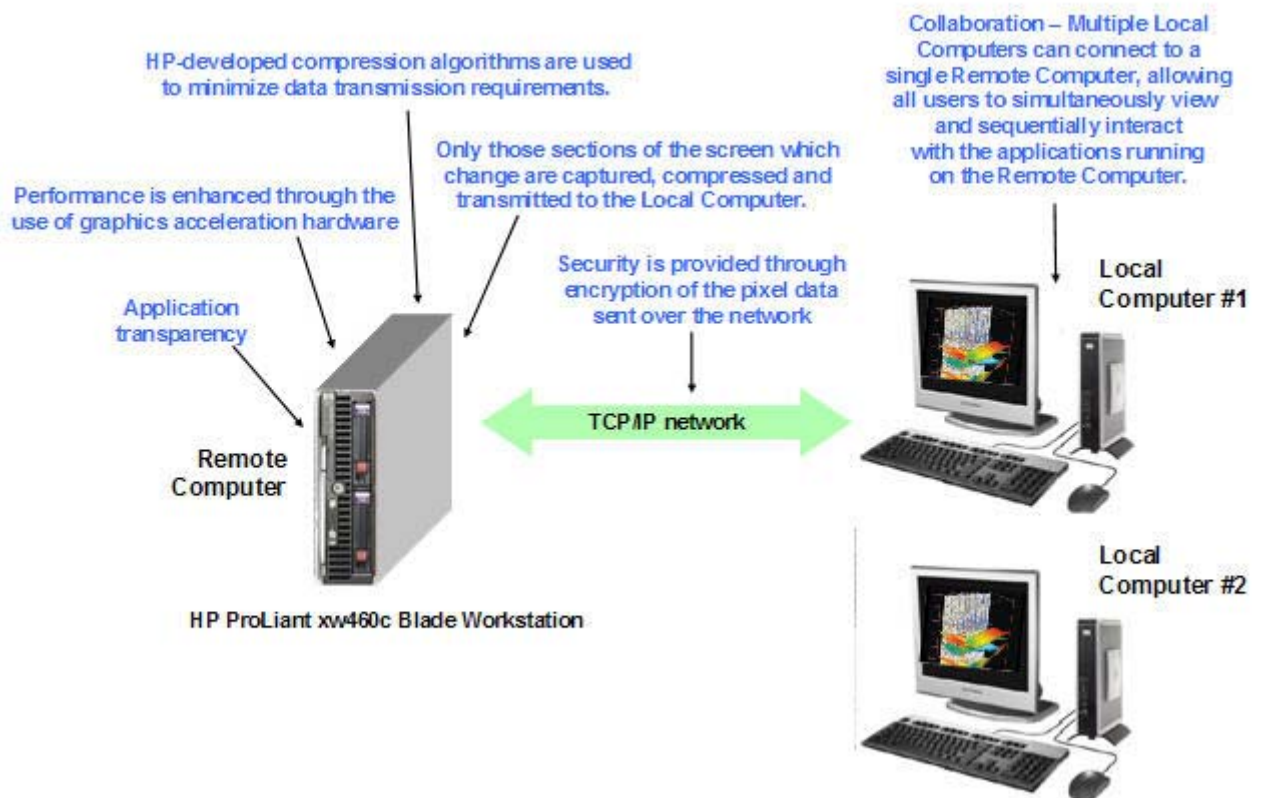 HP-developed compression algorithms are used
to minimize data transmission requirements.
Collaboration – Multiple Local
Computers can connect to a
single Remote Computer, allowing
all users to simultaneously view
and sequentially interact
with the applications running
on the Remote Computer.
Only those sections of the screen which
change are captured, compressed and
transmitted to the Local Computer.
Performance is enhanced through the
use of graphics acceleration hardware
Security is provided through
encryption of the pixel data
sent over the network
Application
transparency
Local
Computer #1
TCP/IP network
Remote
Computer
Local
Computer #2
HP ProLiant xw460c Blade Workstation